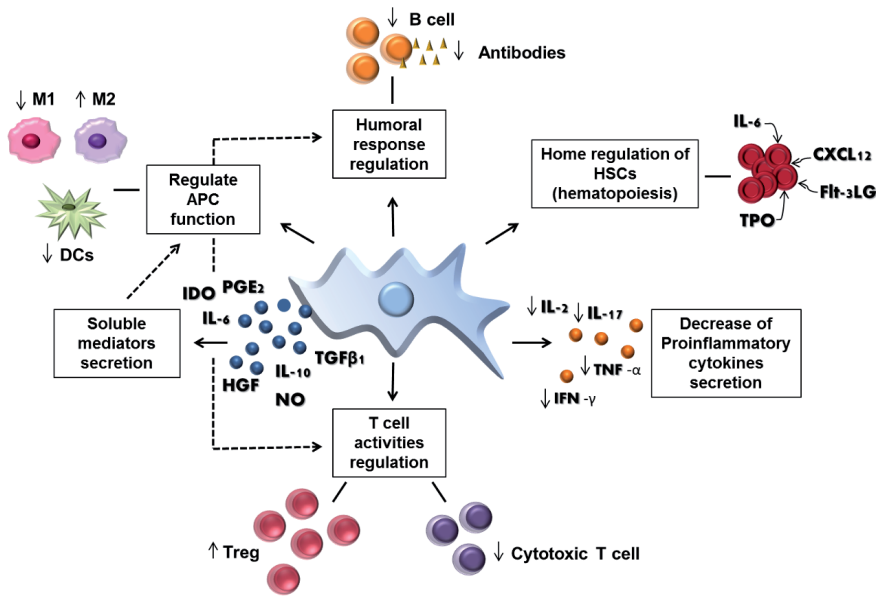 ↓ B cell
↓ Antibodies
↓ M1
↑ M2
Humoral
response
regulation
Regulate
APC
function
↓ DCs
Home regulation of
HSCs
(hematopoiesis)
IL-6
CXCL12
Flt-3LG
TPO
Soluble
mediators
secretion
IDO
PGE2
IL-6
TGFβ1
IL-10
HGF
NO
↓ IL-2
↓ IL-17
↓ TNF -α
↓ IFN -γ
Decrease of
Proinflammatory
cytokines
secretion
T cell
activities
regulation
↑ Treg
↓ Cytotoxic T cell